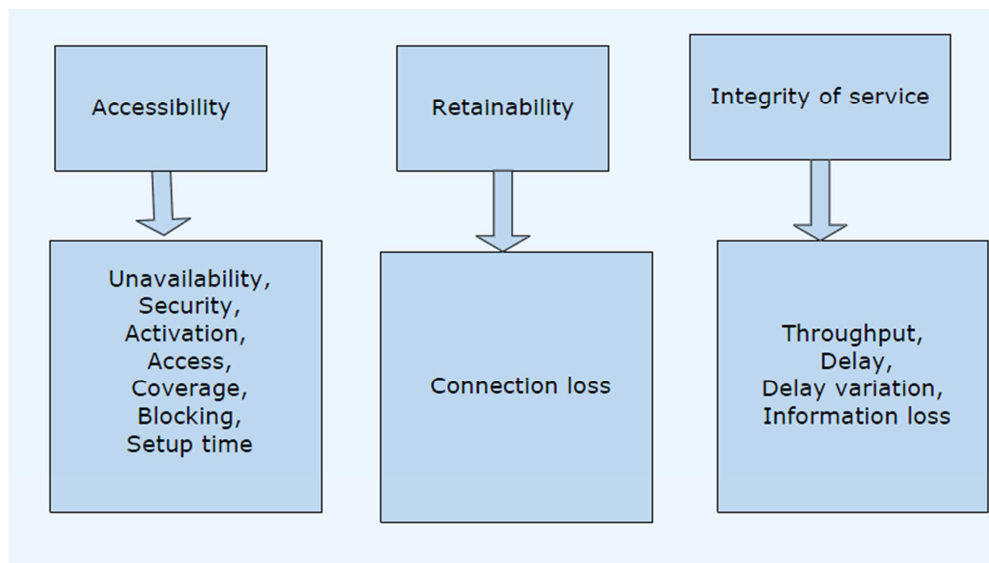 Accessibility
Retainability
Integrity of service
Unavailability,
Security,
Activation,
Access,
Coverage,
Blocking,
Setup time
Connection loss
Throughput,
Delay,
Delay variation,
Information loss